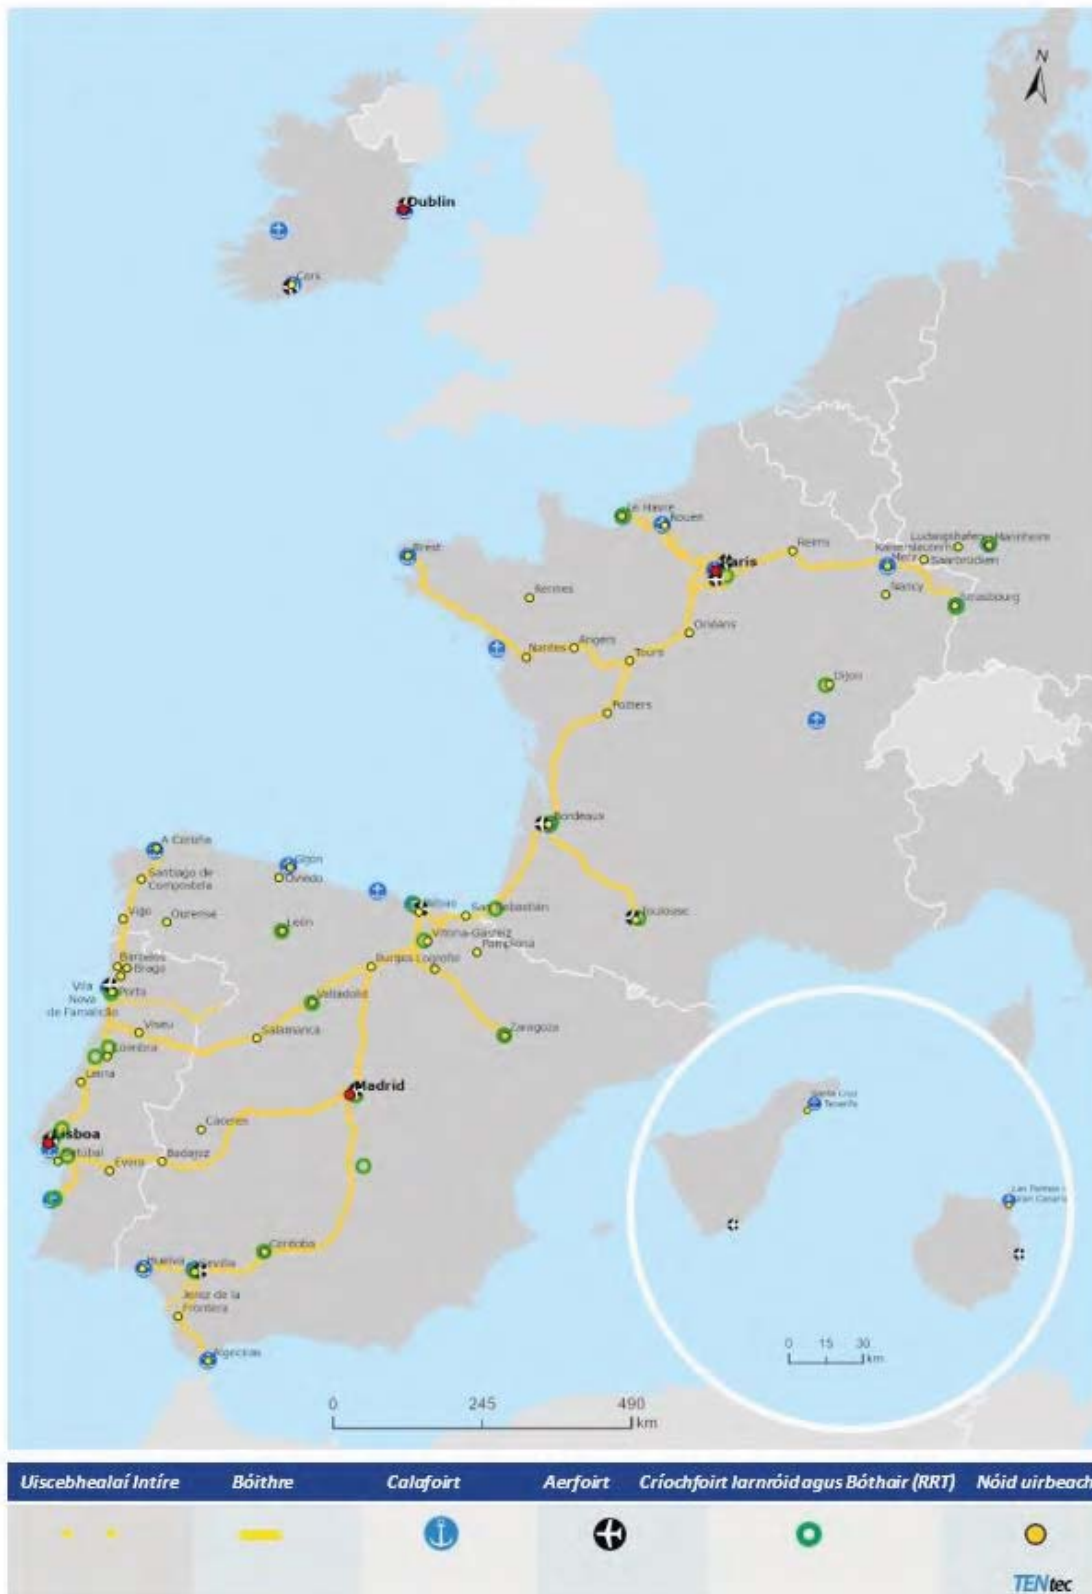 N
Dublin
Cork
Le Havre
Rouen
Brest
Paris
Reims
Ludwigshafen
Mannheim
Kaiserslautern
Metz
Saarbrücken
Rennes
Nancy
Strasbourg
Orléans
Nantes
Angers
Tours
Dijon
Poitiers
Bordeaux
A Coruña
Gijón
Oviedo
Santiago de
Compostela
Bilbao
San Sebastián
Toulouse
Vigo
Ourense
León
Vitoria-Gasteiz
Pamplona
Barcelos
Braga
Burgos
Logroño
Vila
Nova
de Famalicão
Porto
Valladolid
Viseu
Salamanca
Zaragoza
Coimbra
Leiria
Madrid
Cáceres
Lisboa
Setúbal
Évora
Badajoz
Santa Cruz
Tenerife
Las Palmas
Gran Canaria
Córdoba
Huelva
Sevilla
Jerez de la
Frontera
Algeciras
0 15 30
km
0 245 490
km
Uiscebhealaí Intíre Bóithre Calafoirt Aerfoirt Críochfoirt Iarnróid agus Bóthair (RRT) Nóid uirbeach
TENtec